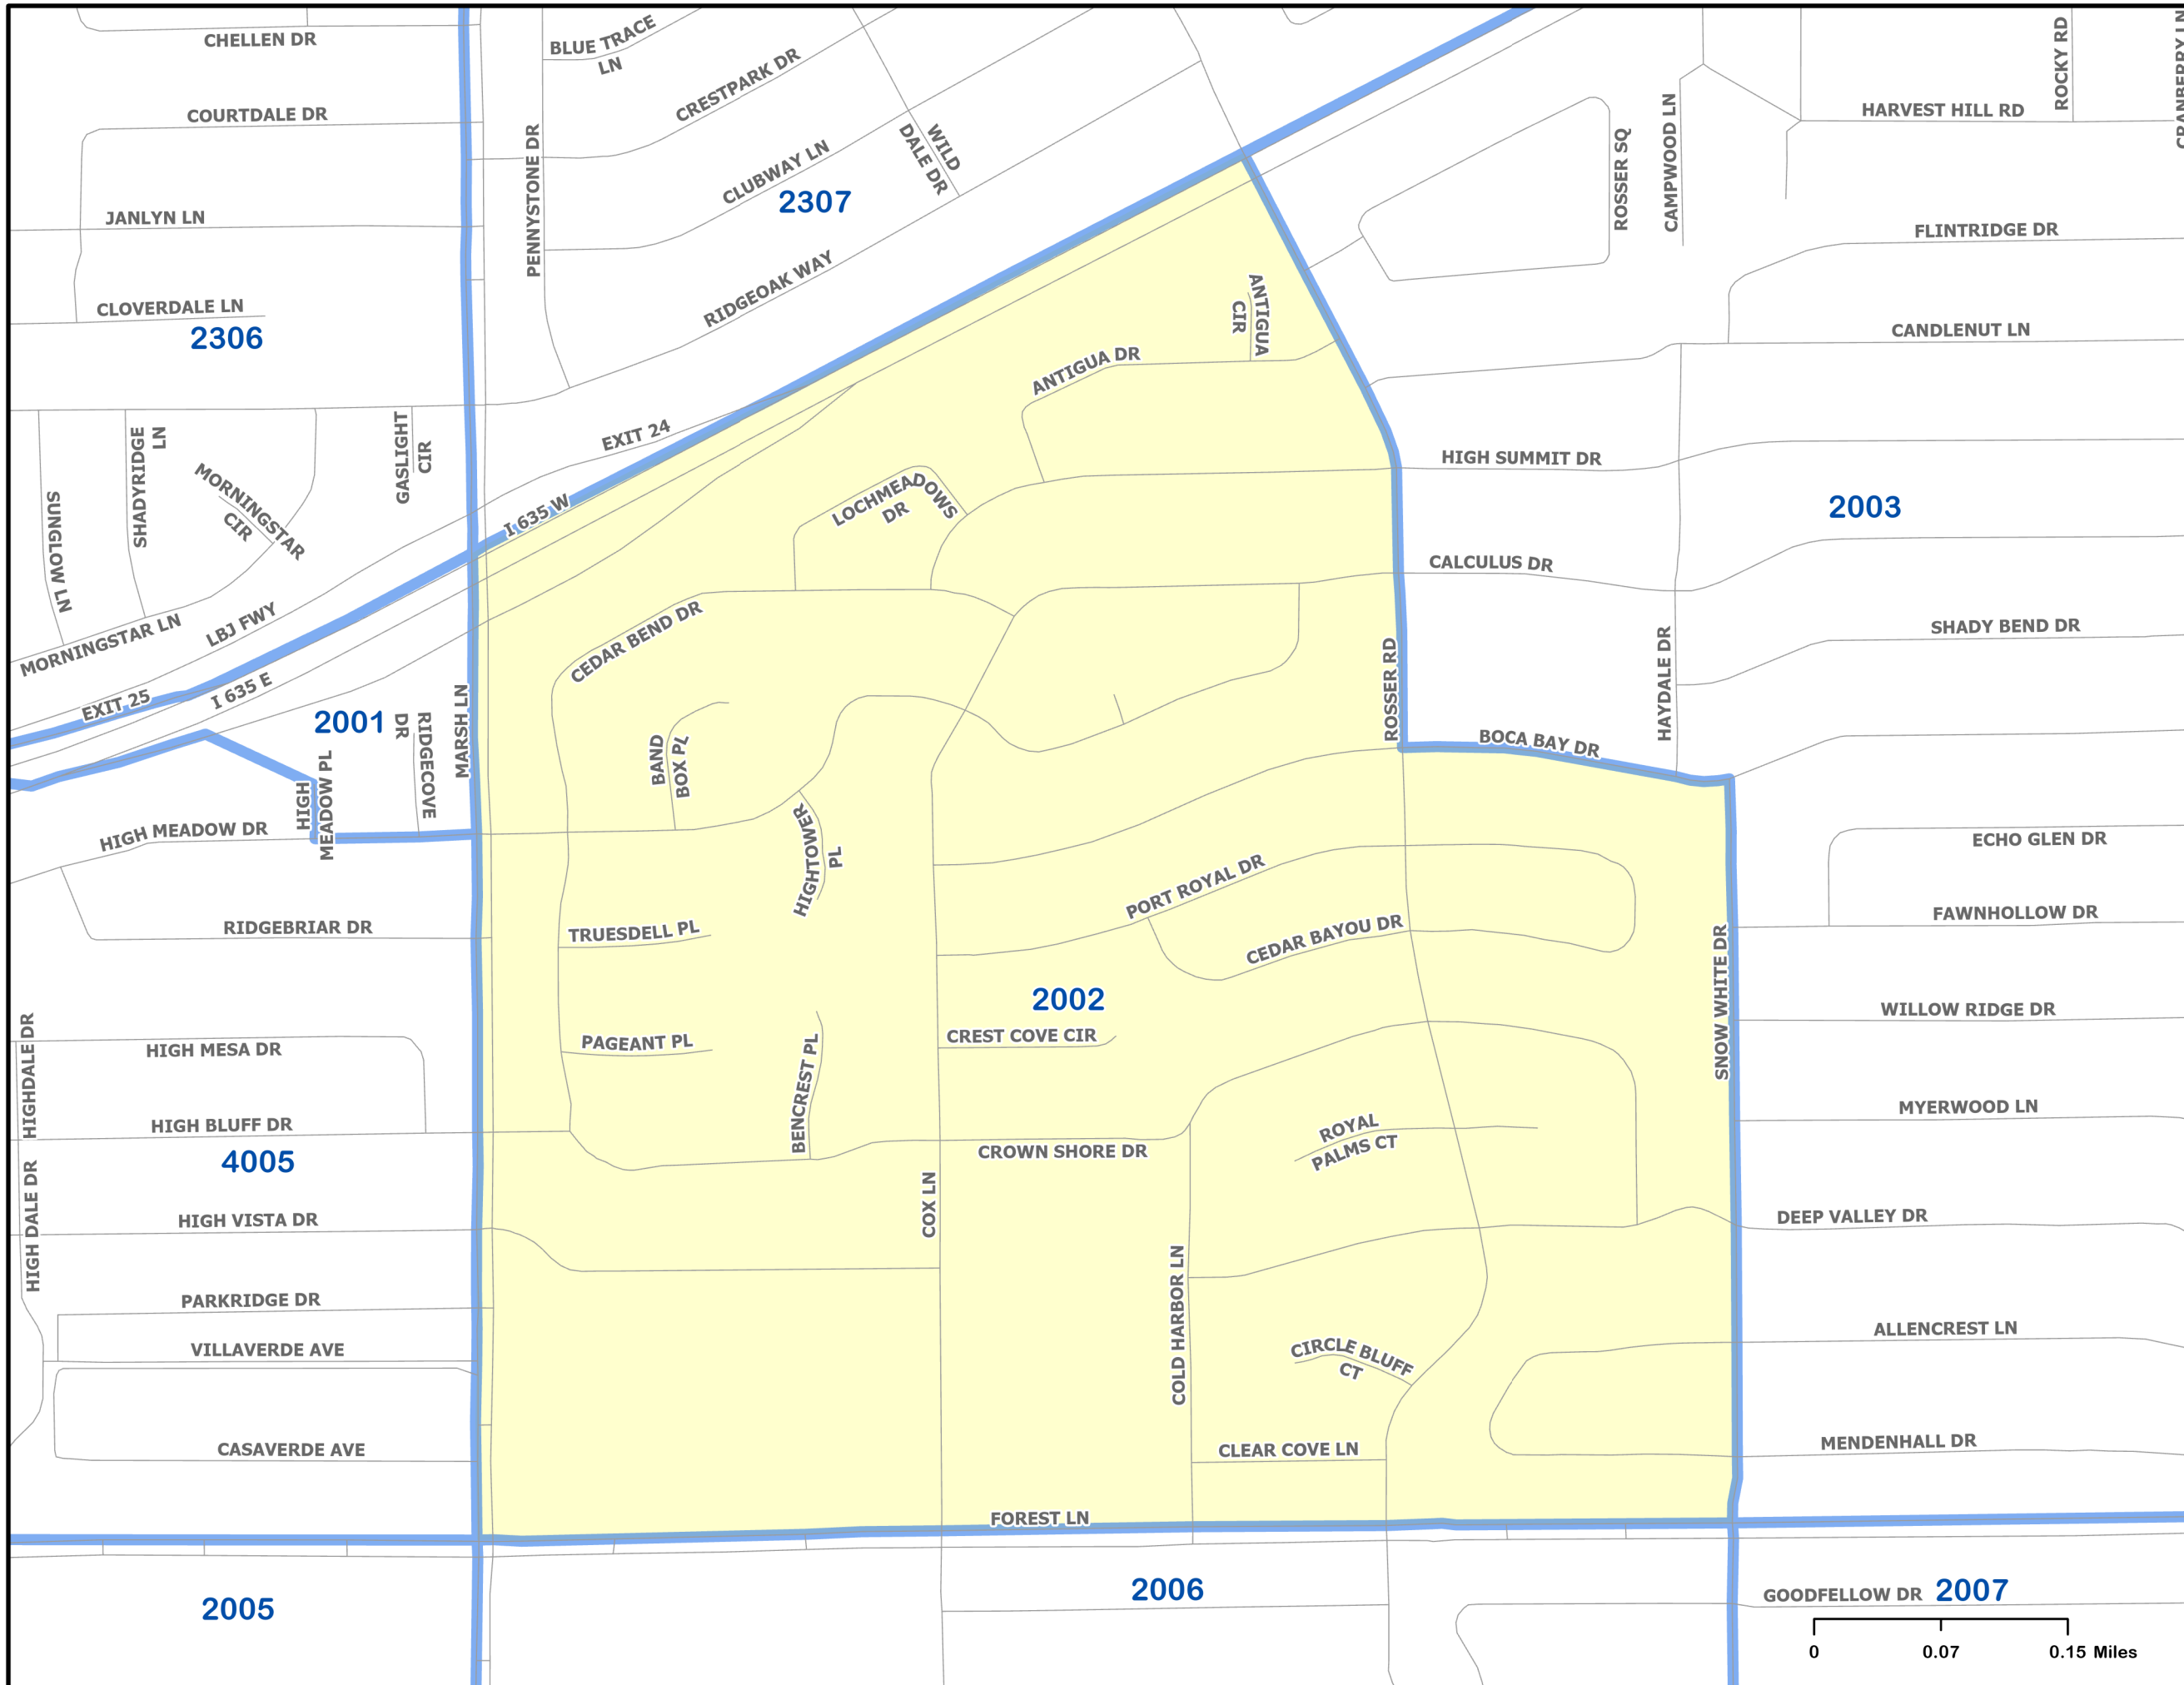 CHELLEN DR
BLUE TRACE
LN
CRESTPARK DR
COURTDALE DR
PENNYSTONE DR
CLUBWAY LN
WILD
DALE DR
2307
JANLYN LN
RIDGEOAK WAY
CLOVERDALE LN
2306
ROSSER SQ
CAMPWOOD LN
ROCKY RD
CRANBERRY LN
HARVEST HILL RD
FLINTRIDGE DR
CANDLENUT LN
ANTIGUA
CIR
ANTIGUA DR
EXIT 24
I 635 W
GASLIGHT
CIR
SHADYRIDGE
LN
MORNINGSTAR
CIR
SUNGLOW LN
MORNINGSTAR LN
LBJ FWY
I 635 E
EXIT 25
LOCHMEADOWS
DR
HIGH SUMMIT DR
2003
CALCULUS DR
CEDAR BEND DR
SHADY BEND DR
HAYDALE DR
ROSSER RD
BOCA BAY DR
2001
RIDGECOVE
DR
MARSH LN
HIGH
MEADOW PL
HIGH MEADOW DR
BAND
BOX PL
HIGHTOWER
PL
ECHO GLEN DR
PORT ROYAL DR
FAWNHOLLOW DR
RIDGEBRIAR DR
TRUESDELL PL
CEDAR BAYOU DR
SNOW WHITE DR
2002
WILLOW RIDGE DR
CREST COVE CIR
PAGEANT PL
BENCREST PL
HIGHDALE DR
HIGH MESA DR
HIGH BLUFF DR
4005
MYERWOOD LN
ROYAL
PALMS CT
CROWN SHORE DR
COX LN
HIGH DALE DR
HIGH VISTA DR
DEEP VALLEY DR
COLD HARBOR LN
PARKRIDGE DR
VILLAVERDE AVE
ALLENCREST LN
CIRCLE BLUFF
CT
CASAVERDE AVE
CLEAR COVE LN
MENDENHALL DR
FOREST LN
2005
2006
GOODFELLOW DR
2007
0 0.07 0.15 Miles